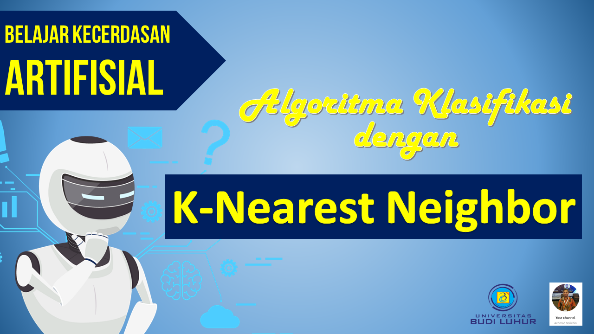 BELAJAR KECERDASAN
ARTIFISIAL
Algoritma Klasifikasi
dengan
K-Nearest Neighbor
UNIVERSITAS
BUDI LUHUR